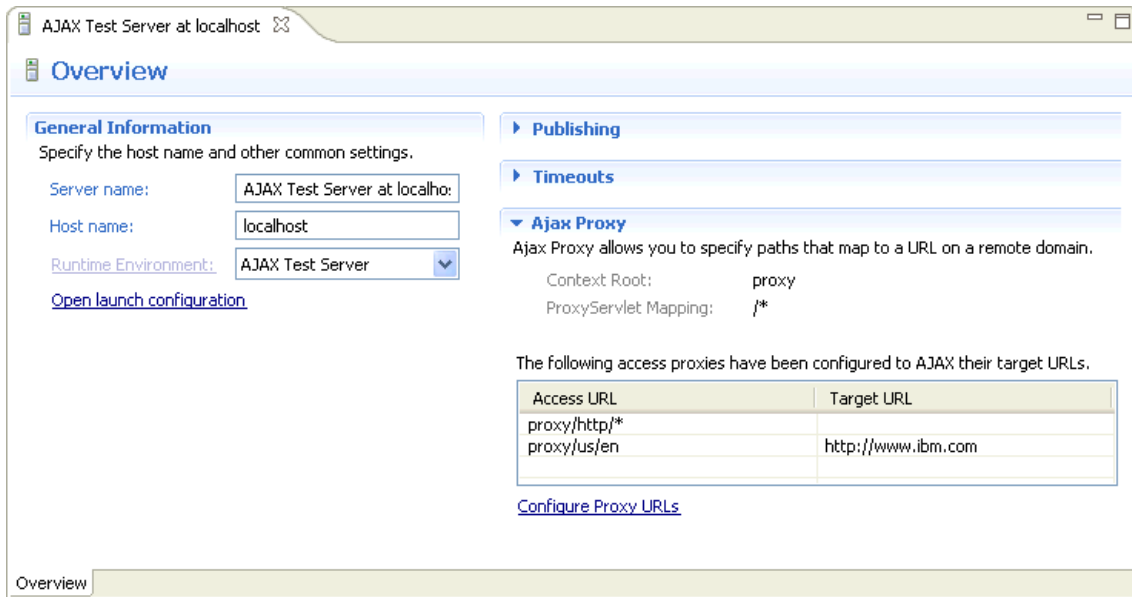 AJAX Test Server at localhost
Overview
General Information
Specify the host name and other common settings.
Server name: AJAX Test Server at localho
Host name: localhost
Runtime Environment: AJAX Test Server
Open launch configuration
Publishing
Timeouts
Ajax Proxy
Ajax Proxy allows you to specify paths that map to a URL on a remote domain.
Context Root: proxy
ProxyServlet Mapping: /*
The following access proxies have been configured to AJAX their target URLs.
Access URL Target URL
proxy/http/*
proxy/us/en http://www.ibm.com
Configure Proxy URLs
Overview